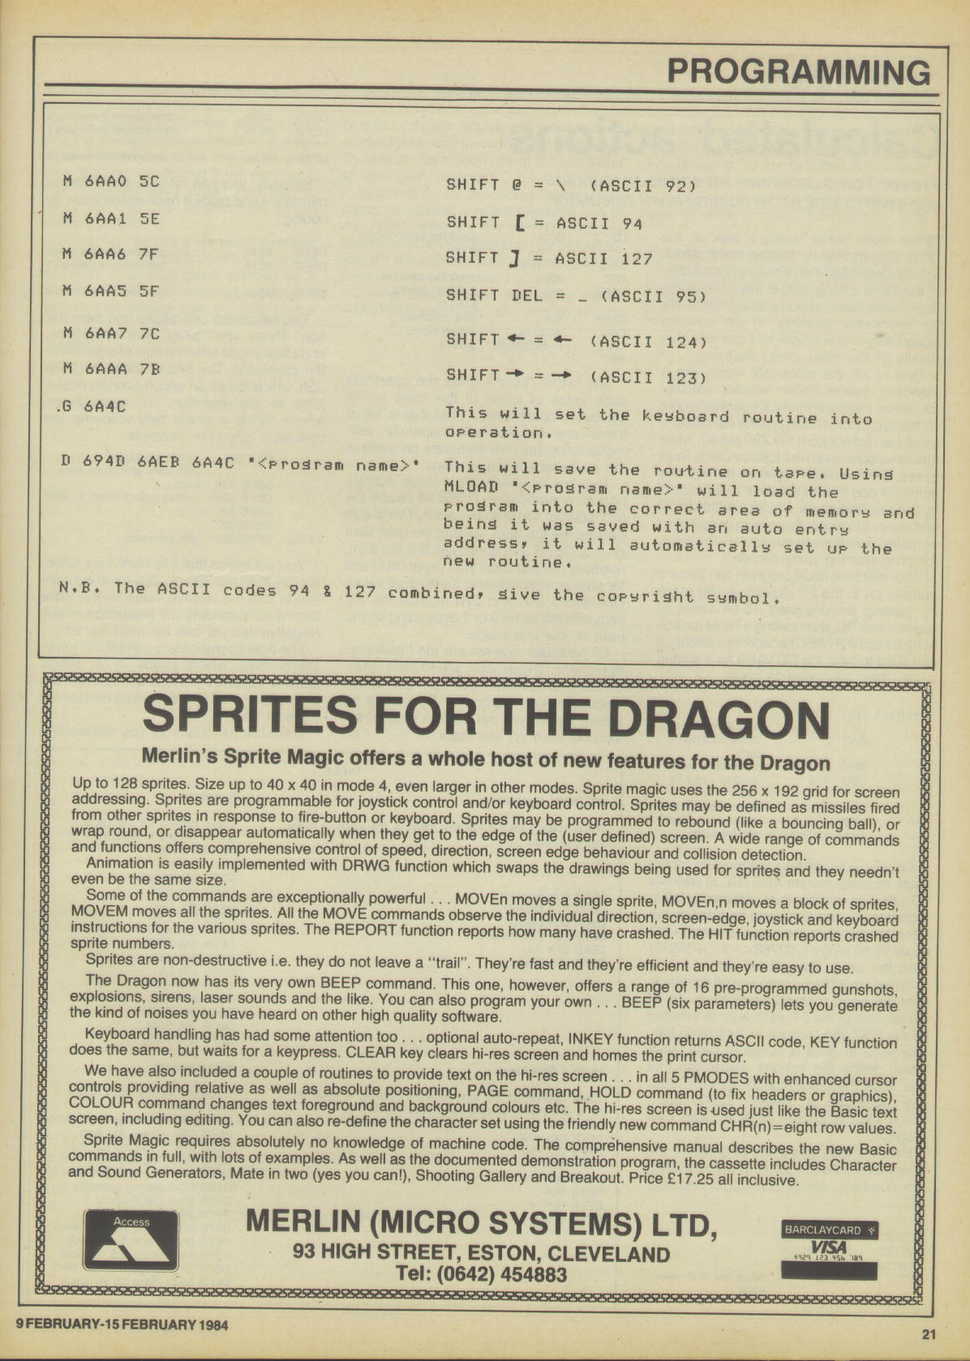 PROGRAMMING
M 6AA0 5C SHIFT @ = \ (ASCII 92)
M 6AA1 5E SHIFT [ = ASCII 94
M 6AA6 7F SHIFT ] = ASCII 127
M 6AA5 5F SHIFT DEL = _ (ASCII 95)
M 6AA7 7C SHIFT ← = ← (ASCII 124)
M 6AAA 7B SHIFT → = → (ASCII 123)
.G 6A4C This will set the keyboard routine into
operation.
D 694D 6AEB 6A4C "<program name>" This will save the routine on tape. Using
MLOAD "<program name>" will load the
program into the correct area of memory and
being it was saved with an auto entry
address, it will automatically set up the
new routine.
N.B. The ASCII codes 94 & 127 combined, give the copyright symbol.
SPRITES FOR THE DRAGON
Merlin's Sprite Magic offers a whole host of new features for the Dragon
Up to 128 sprites. Size up to 40 x 40 in mode 4, even larger in other modes. Sprite magic uses the 256 x 192 grid for screen
addressing. Sprites are programmable for joystick control and/or keyboard control. Sprites may be defined as missiles fired
from other sprites in response to fire-button or keyboard. Sprites may be programmed to rebound (like a bouncing ball), or
wrap round, or disappear automatically when they get to the edge of the (user defined) screen. A wide range of commands
and functions offers comprehensive control of speed, direction, screen edge behaviour and collision detection.
Animation is easily implemented with DRWG function which swaps the drawings being used for sprites and they needn't
even be the same size.
Some of the commands are exceptionally powerful . . . MOVEn moves a single sprite, MOVEn,n moves a block of sprites,
MOVEM moves all the sprites. All the MOVE commands observe the individual direction, screen-edge, joystick and keyboard
instructions for the various sprites. The REPORT function reports how many have crashed. The HIT function reports crashed
sprite numbers.
Sprites are non-destructive i.e. they do not leave a "trail". They're fast and they're efficient and they're easy to use.
The Dragon now has its very own BEEP command. This one, however, offers a range of 16 pre-programmed gunshots,
explosions, sirens, laser sounds and the like. You can also program your own . . . BEEP (six parameters) lets you generate
the kind of noises you have heard on other high quality software.
Keyboard handling has had some attention too . . . optional auto-repeat, INKEY function returns ASCII code, KEY function
does the same, but waits for a keypress. CLEAR key clears hi-res screen and homes the print cursor.
We have also included a couple of routines to provide text on the hi-res screen . . . in all 5 PMODES with enhanced cursor
controls providing relative as well as absolute positioning, PAGE command, HOLD command (to fix headers or graphics),
COLOUR command changes text foreground and background colours etc. The hi-res screen is used just like the Basic text
screen, including editing. You can also re-define the character set using the friendly new command CHR(n)=eight row values.
Sprite Magic requires absolutely no knowledge of machine code. The comprehensive manual describes the new Basic
commands in full, with lots of examples. As well as the documented demonstration program, the cassette includes Character
and Sound Generators, Mate in two (yes you can!), Shooting Gallery and Breakout. Price £17.25 all inclusive.
Access
MERLIN (MICRO SYSTEMS) LTD,
93 HIGH STREET, ESTON, CLEVELAND
Tel: (0642) 454883
BARCLAYCARD
VISA
4929 123 456 789
9 FEBRUARY-15 FEBRUARY 1984
21